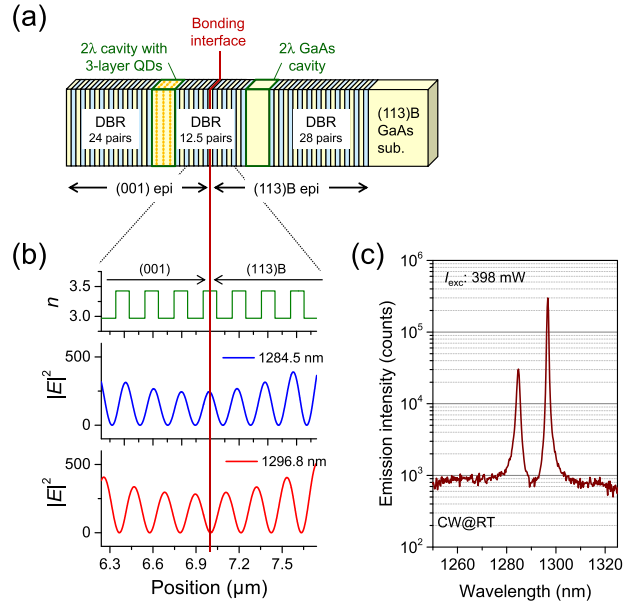 (a)
Bonding
interface
2λ cavity with
3-layer QDs
2λ GaAs
cavity
DBR
24 pairs
DBR
12.5 pairs
DBR
28 pairs
(113)B
GaAs
sub.
(001) epi
(113)B epi
(b)
(001)
(113)B
3.5
3.0
n
500
0
|E|²
1284.5 nm
500
0
|E|²
1296.8 nm
6.3 6.6 6.9 7.2 7.5
Position (μm)
(c)
10⁶
10⁵
10⁴
10³
10²
Emission intensity (counts)
Iexc: 398 mW
CW@RT
1260 1280 1300 1320
Wavelength (nm)